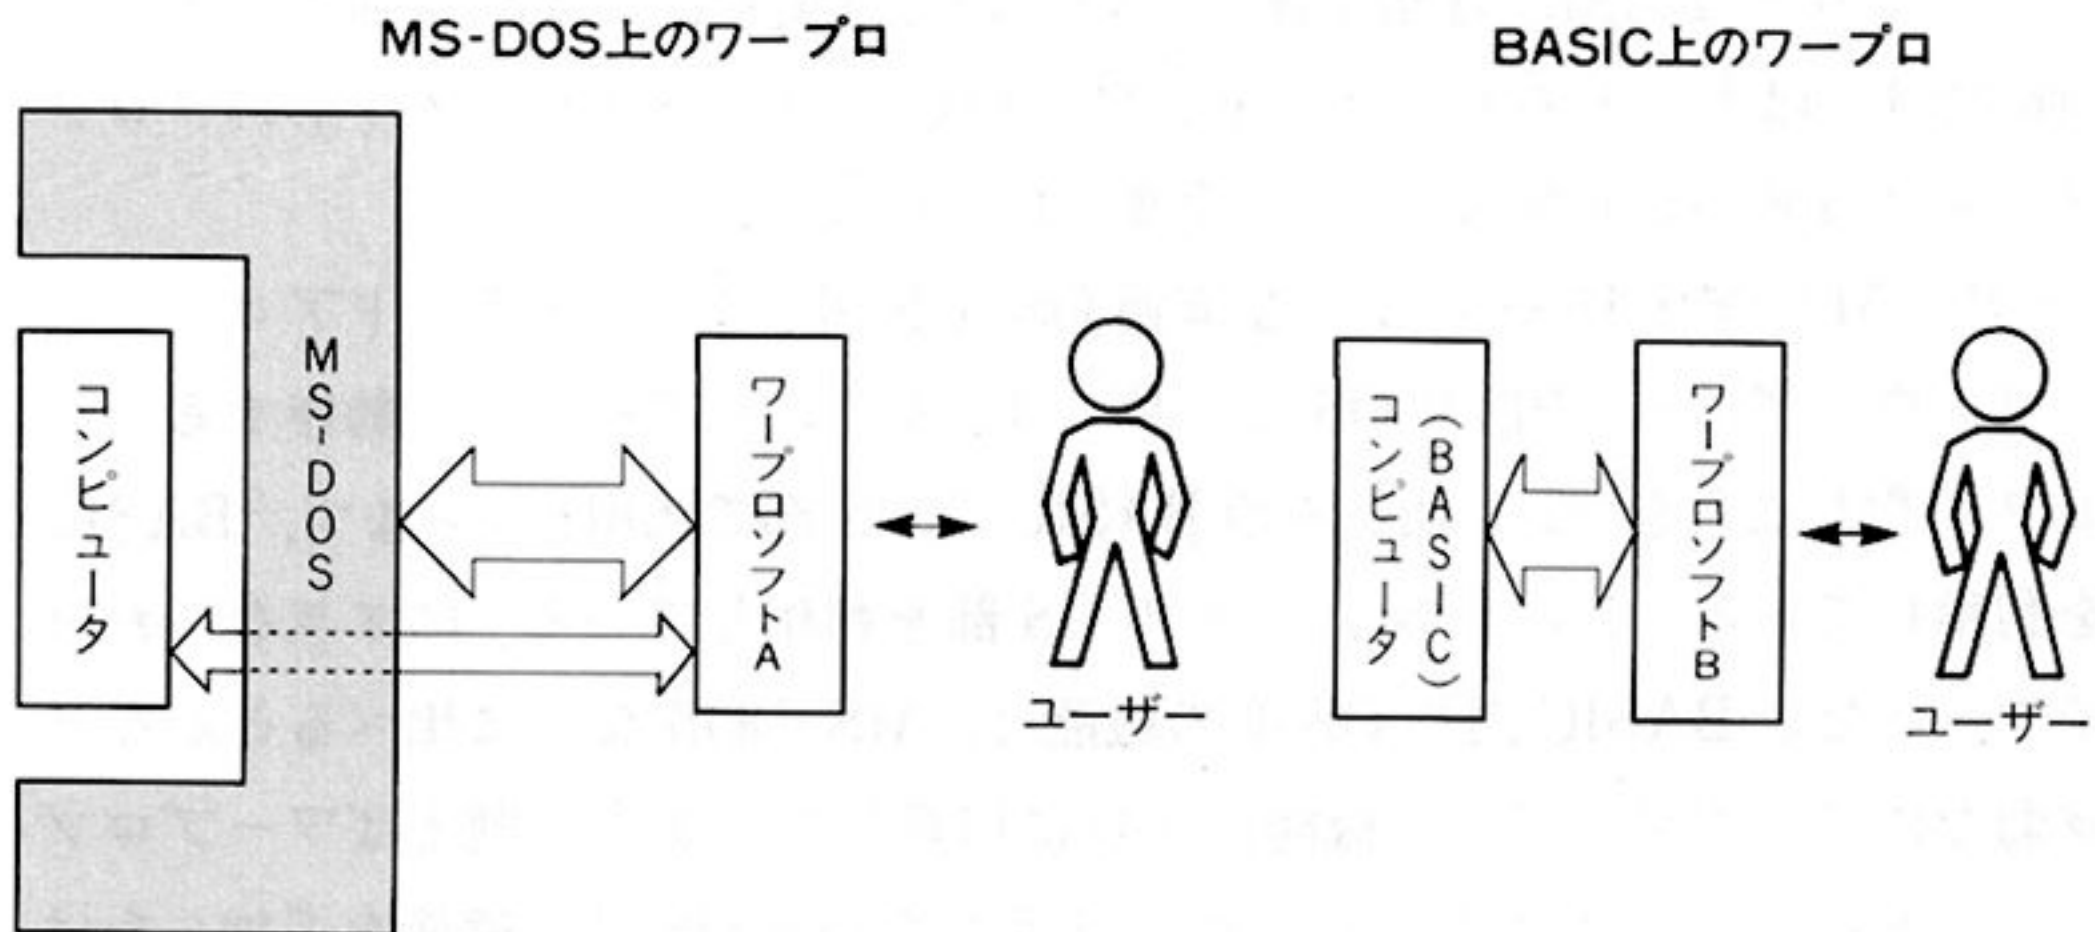 MS-DOS上のワープロ
コンピュータ
MS-DOS
ワープロソフトA
ユーザー
BASIC上のワープロ
コンピュータ
(BASIC)
ワープロソフトB
ユーザー